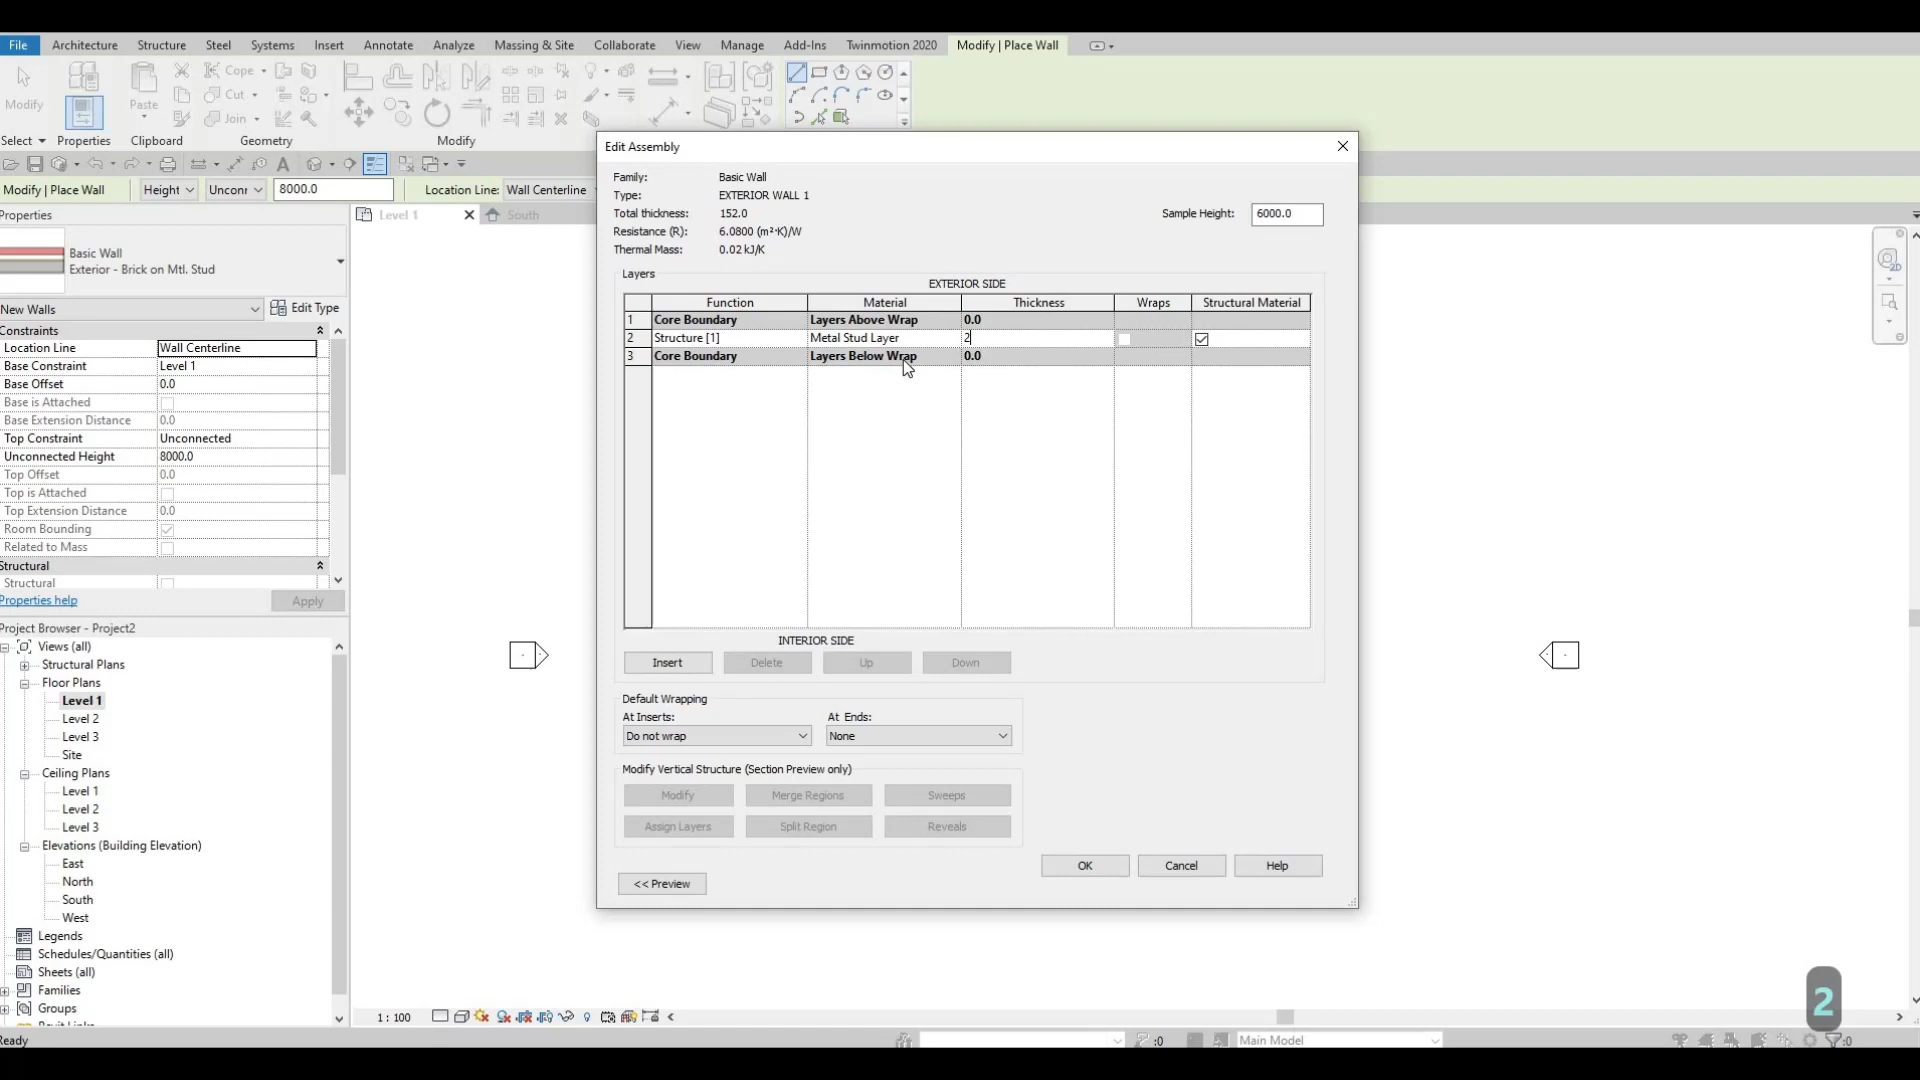 File Architecture Structure Steel Systems Insert Annotate Analyze Massing & Site Collaborate View Manage Add-Ins Twinmotion 2020 Modify | Place Wall
Cope
Cut
Join
Modify
Paste
Select Properties Clipboard Geometry Modify
Modify | Place Wall Height Unconr 8000.0 Location Line: Wall Centerline
Properties
Level 1
South
Basic Wall
Exterior - Brick on Mtl. Stud
New Walls Edit Type
Constraints
Location Line Wall Centerline
Base Constraint Level 1
Base Offset 0.0
Base is Attached
Base Extension Distance 0.0
Top Constraint Unconnected
Unconnected Height 8000.0
Top Offset 0.0
Top is Attached
Top Extension Distance 0.0
Room Bounding
Related to Mass
Structural
Structural
Properties help Apply
Project Browser - Project2
Views (all)
Structural Plans
Floor Plans
Level 1
Level 2
Level 3
Site
Ceiling Plans
Level 1
Level 2
Level 3
Elevations (Building Elevation)
East
North
South
West
Legends
Schedules/Quantities (all)
Sheets (all)
Families
Groups
Edit Assembly
Family: Basic Wall
Type: EXTERIOR WALL 1
Total thickness: 152.0
Resistance (R): 6.0800 (m²·K)/W
Thermal Mass: 0.02 kJ/K
Sample Height: 6000.0
Layers
EXTERIOR SIDE
Function Material Thickness Wraps Structural Material
1 Core Boundary Layers Above Wrap 0.0
2 Structure [1] Metal Stud Layer 2
3 Core Boundary Layers Below Wrap 0.0
INTERIOR SIDE
Insert Delete Up Down
Default Wrapping
At Inserts: At Ends:
Do not wrap None
Modify Vertical Structure (Section Preview only)
Modify Merge Regions Sweeps
Assign Layers Split Region Reveals
OK Cancel Help
<< Preview
2D
1 : 100
2
Ready :0 Main Model :0